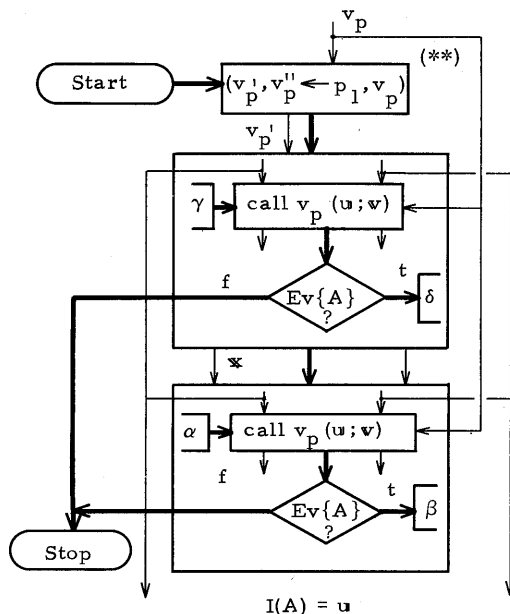 v_p
(**)
Start
(v_p', v_p'' ← p_1, v_p)
v_p'
γ
call v_p (u;v)
f
t
Ev{A}
?
δ
x
α
call v_p (u;v)
f
t
Ev{A}
?
β
Stop
I(A) = u